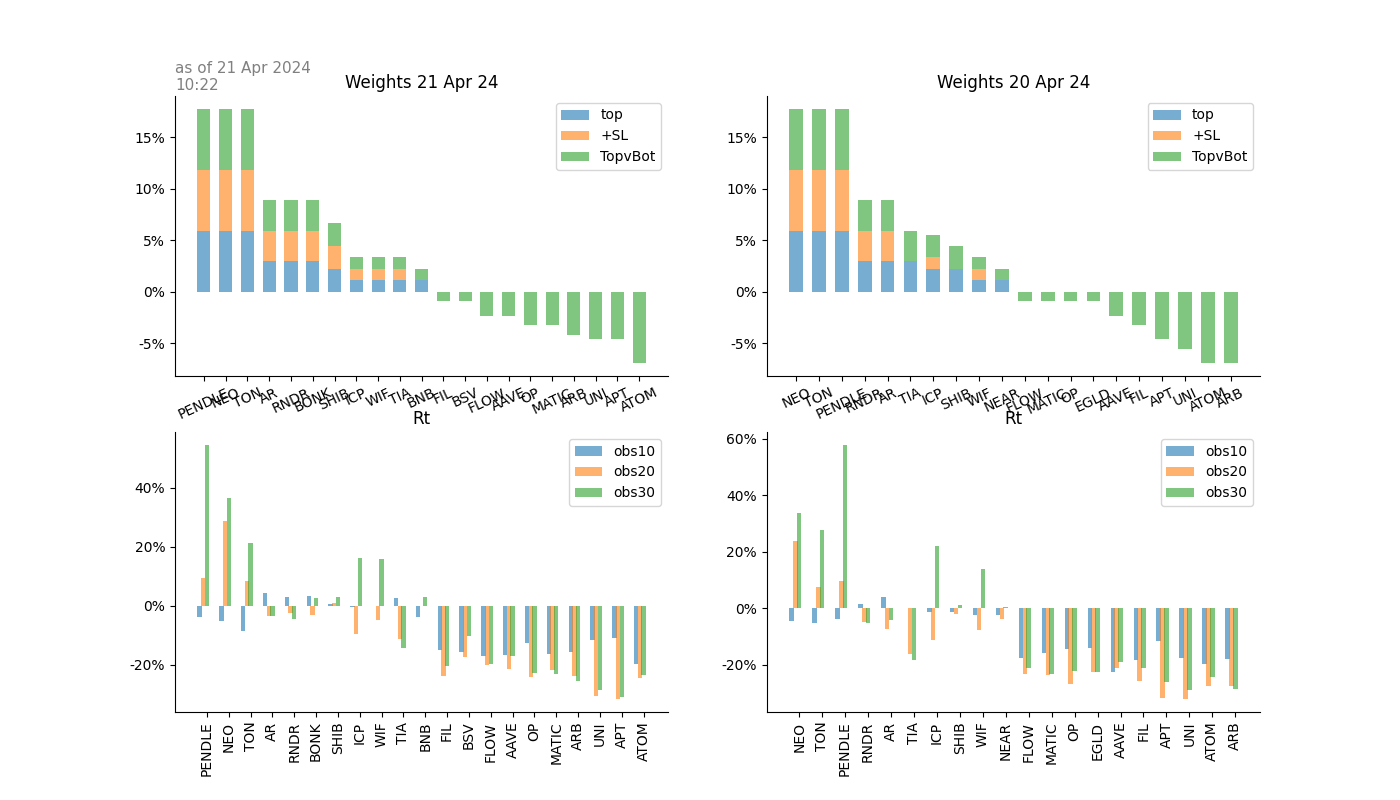 as of 21 Apr 2024
10:22
Weights 21 Apr 24
top
+SL
TopvBot
15%
10%
5%
0%
-5%
PENDLE NEO TON AR RNDR BONK SHIB ICP WIF TIA BNB FIL BSV FLOW AAVE OP MATIC ARB UNI APT ATOM
Weights 20 Apr 24
top
+SL
TopvBot
15%
10%
5%
0%
-5%
NEO TON PENDLE RNDR AR TIA ICP SHIB WIF NEAR FLOW MATIC OP EGLD AAVE FIL APT UNI ATOM ARB
Rt
obs10
obs20
obs30
40%
20%
0%
-20%
PENDLE NEO TON AR RNDR BONK SHIB ICP WIF TIA BNB FIL BSV FLOW AAVE OP MATIC ARB UNI APT ATOM
Rt
obs10
obs20
obs30
60%
40%
20%
0%
-20%
NEO TON PENDLE RNDR AR TIA ICP SHIB WIF NEAR FLOW MATIC OP EGLD AAVE FIL APT UNI ATOM ARB